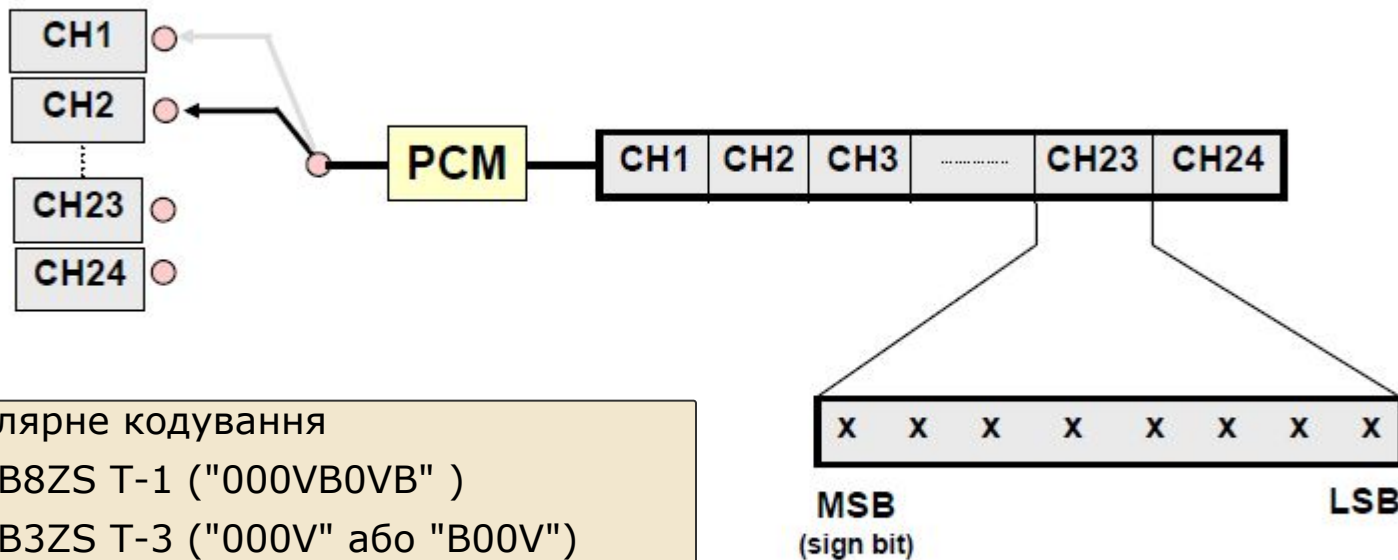 CH1
CH2
CH23
CH24
PCM
CH1 CH2 CH3 .............. CH23 CH24
x x x x x x x x
MSB LSB
(sign bit)
лярне кодування
B8ZS T-1 ("000VB0VB" )
B3ZS T-3 ("000V" або "B00V")